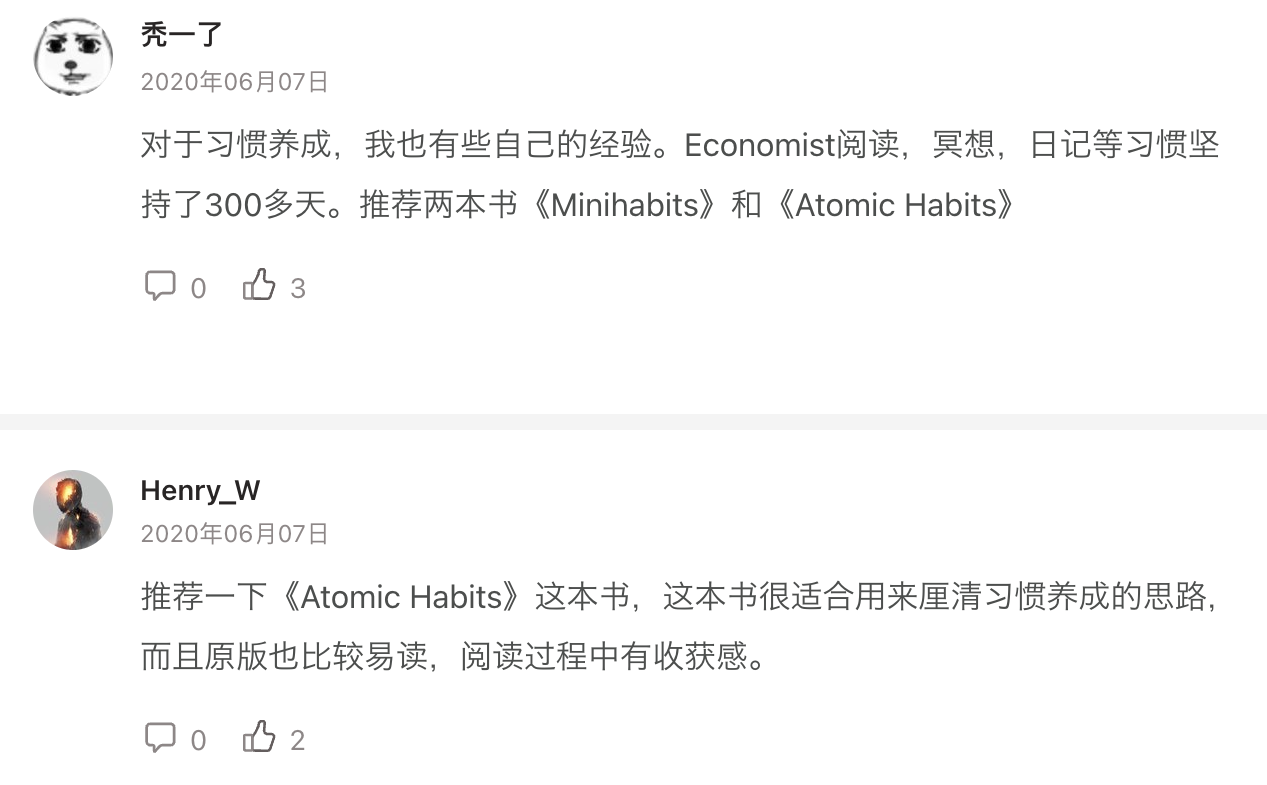 秃一了
2020年06月07日
对于习惯养成，我也有些自己的经验。Economist阅读，冥想，日记等习惯坚
持了300多天。推荐两本书《Minihabits》和《Atomic Habits》
0 3
Henry_W
2020年06月07日
推荐一下《Atomic Habits》这本书，这本书很适合用来厘清习惯养成的思路，
而且原版也比较易读，阅读过程中有收获感。
0 2